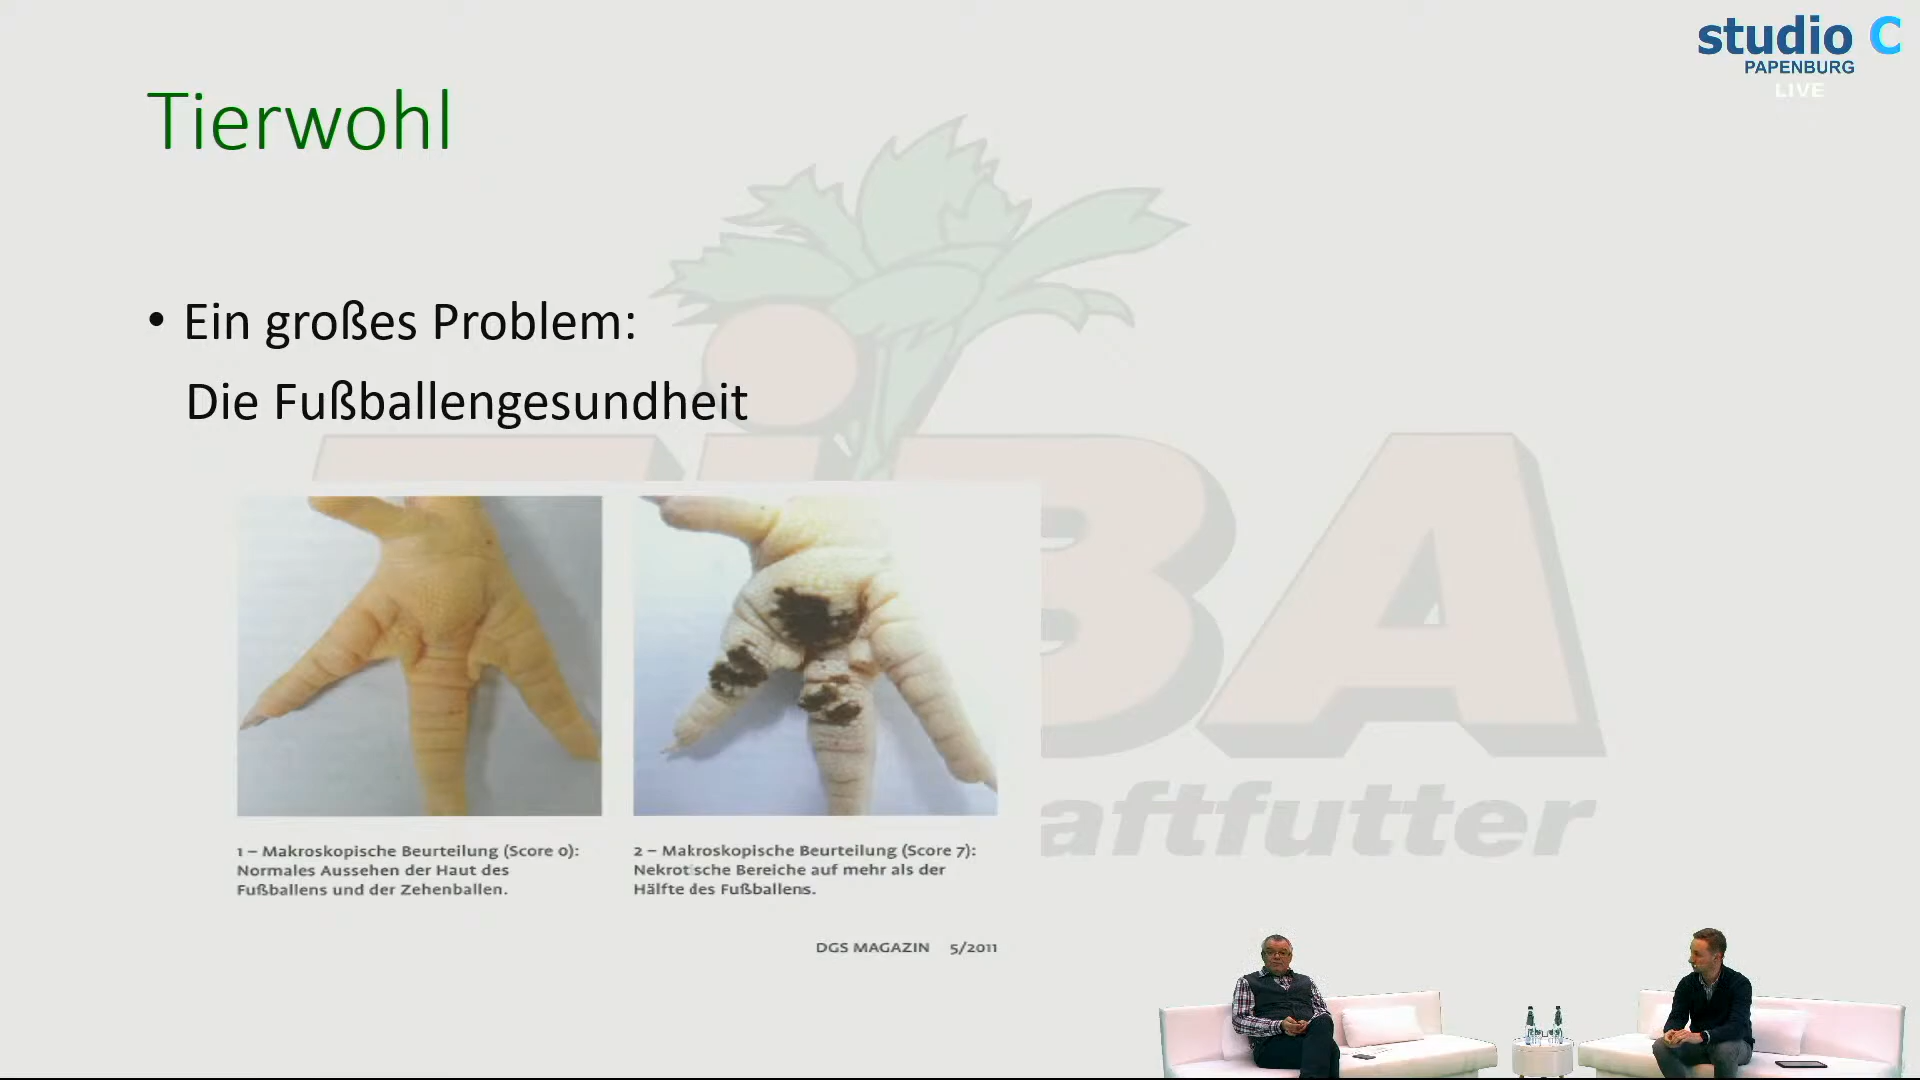 studio C
PAPENBURG
LIVE
Tierwohl
• Ein großes Problem:
Die Fußballengesundheit
1 – Makroskopische Beurteilung (Score 0):
Normales Aussehen der Haut des
Fußballens und der Zehenballen.
2 – Makroskopische Beurteilung (Score 7):
Nekrotische Bereiche auf mehr als der
Hälfte des Fußballens.
DGS MAGAZIN 5/2011
BA
aftfutter